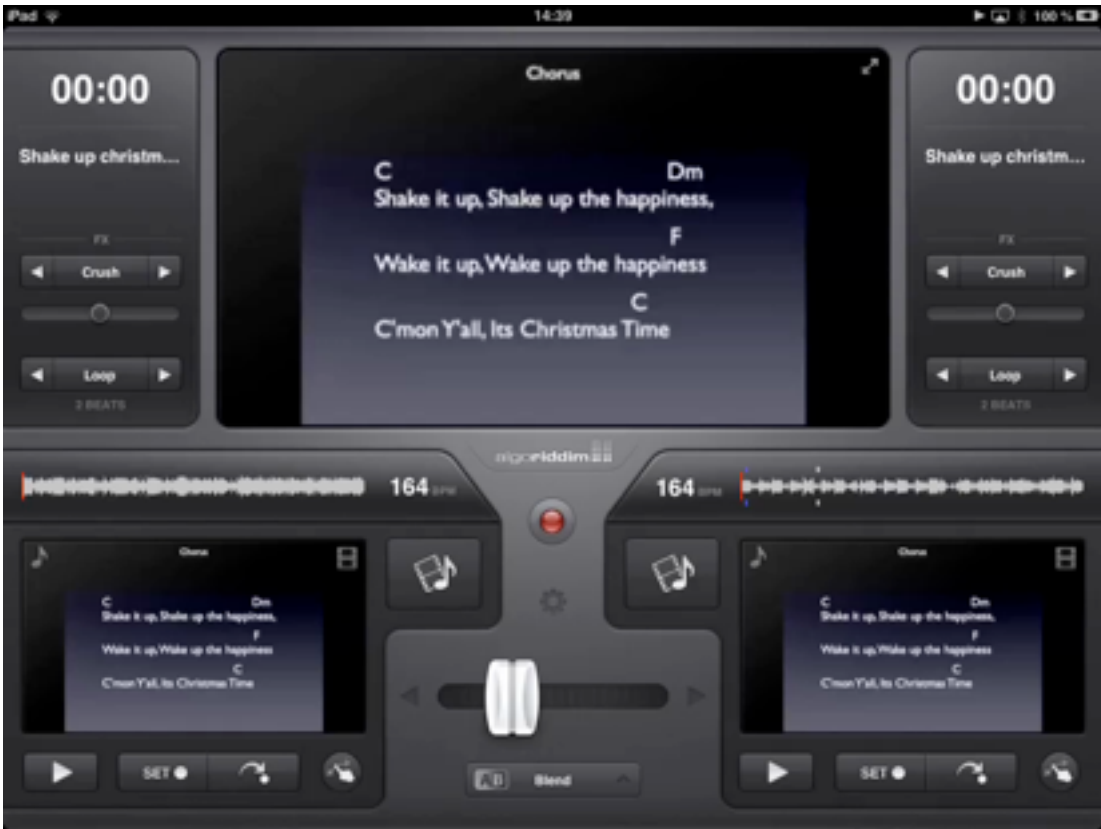 iPad 14:39 100 %
00:00
Shake up christm...
FX
Crush
Loop
2 BEATS
Chorus
C Dm
Shake it up, Shake up the happiness,
F
Wake it up, Wake up the happiness
C
C'mon Y'all, Its Christmas Time
00:00
Shake up christm...
FX
Crush
Loop
2 BEATS
algoriddim
164 BPM
164 BPM
Chorus
C Dm
Shake it up, Shake up the happiness,
F
Wake it up, Wake up the happiness
C
C'mon Y'all, Its Christmas Time
SET
AB Blend
Chorus
C Dm
Shake it up, Shake up the happiness,
F
Wake it up, Wake up the happiness
C
C'mon Y'all, Its Christmas Time
SET